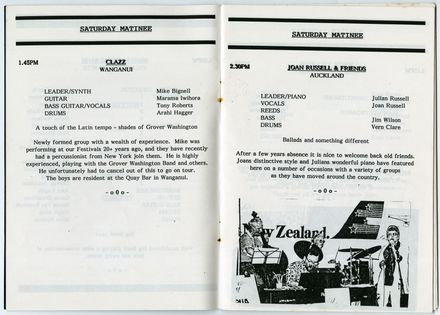 SATURDAY MATINEE
1.45PM
CLAZZ
WANGANUI
LEADER/SYNTH Mike Bignell
GUITAR Marama Iwihora
BASS GUITAR/VOCALS Tony Roberts
DRUMS Arahi Hagger
A touch of the Latin tempo - shades of Grover Washington
Newly formed group with a wealth of experience. Mike was
performing at our Festivals 20+ years ago, and they have recently
had a percussionist from New York join them. He is highly
experienced, playing with the Grover Washington Band and others.
He unfortunately had to cancel out of this to go on tour.
The boys are resident at the Quay Bar in Wanganui.
- o0o -
SATURDAY MATINEE
2.30PM
JOAN RUSSELL & FRIENDS
AUCKLAND
LEADER/PIANO Julian Russell
VOCALS Joan Russell
REEDS
BASS Jim Wilson
DRUMS Vern Clare
Ballads and something different
After a few years absence it is nice to welcome back old friends.
Joans distinctive style and Julians wonderful piano have featured
here on a number of occasions with a variety of groups
as they have moved around the country.
- o0o -
w Zealand.